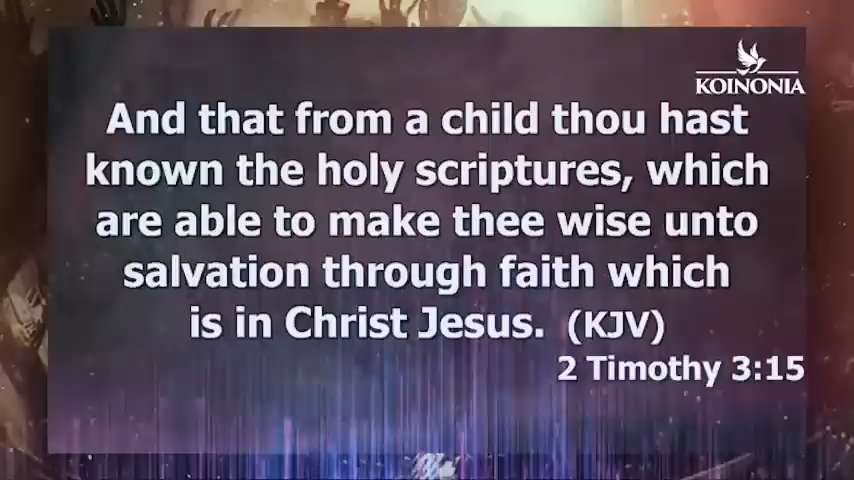 KOINONIA
And that from a child thou hast
known the holy scriptures, which
are able to make thee wise unto
salvation through faith which
is in Christ Jesus. (KJV)
2 Timothy 3:15